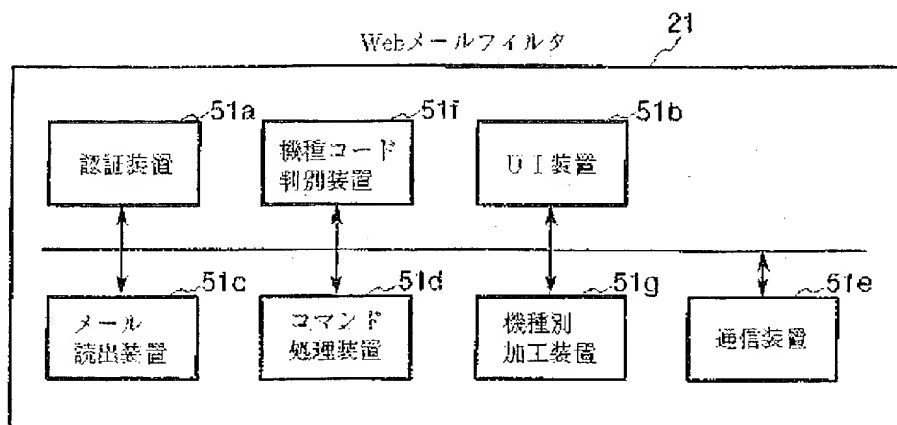 21
Webメールフィルタ
51a
51f
51b
認証装置
機種コード
判別装置
UI装置
51c
51d
51g
51e
メール
読出装置
コマンド
処理装置
機種別
加工装置
通信装置